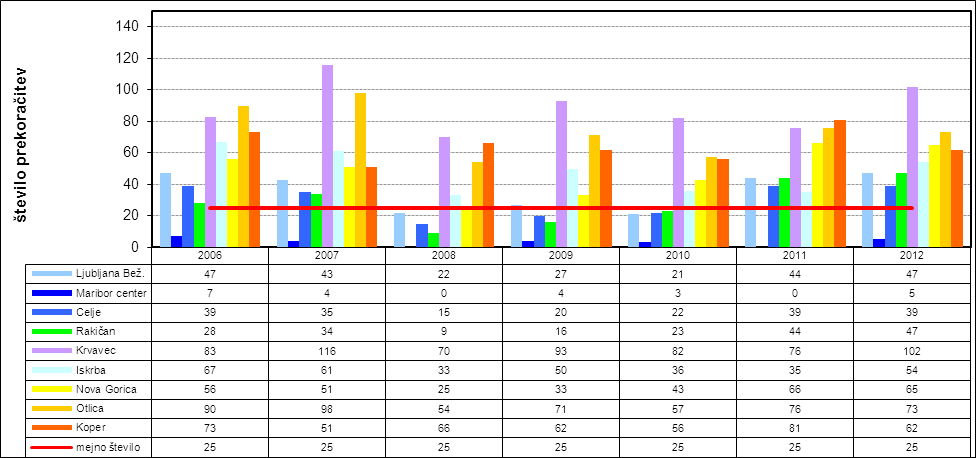 število prekoračitev
140
120
100
80
60
40
20
0
2006 2007 2008 2009 2010 2011 2012
Ljubljana Bež. 47 43 22 27 21 44 47
Maribor center 7 4 0 4 3 0 5
Celje 39 35 15 20 22 39 39
Rakičan 28 34 9 16 23 44 47
Krvavec 83 116 70 93 82 76 102
Iskrba 67 61 33 50 36 35 54
Nova Gorica 56 51 25 33 43 66 65
Otlica 90 98 54 71 57 76 73
Koper 73 51 66 62 56 81 62
mejno število 25 25 25 25 25 25 25